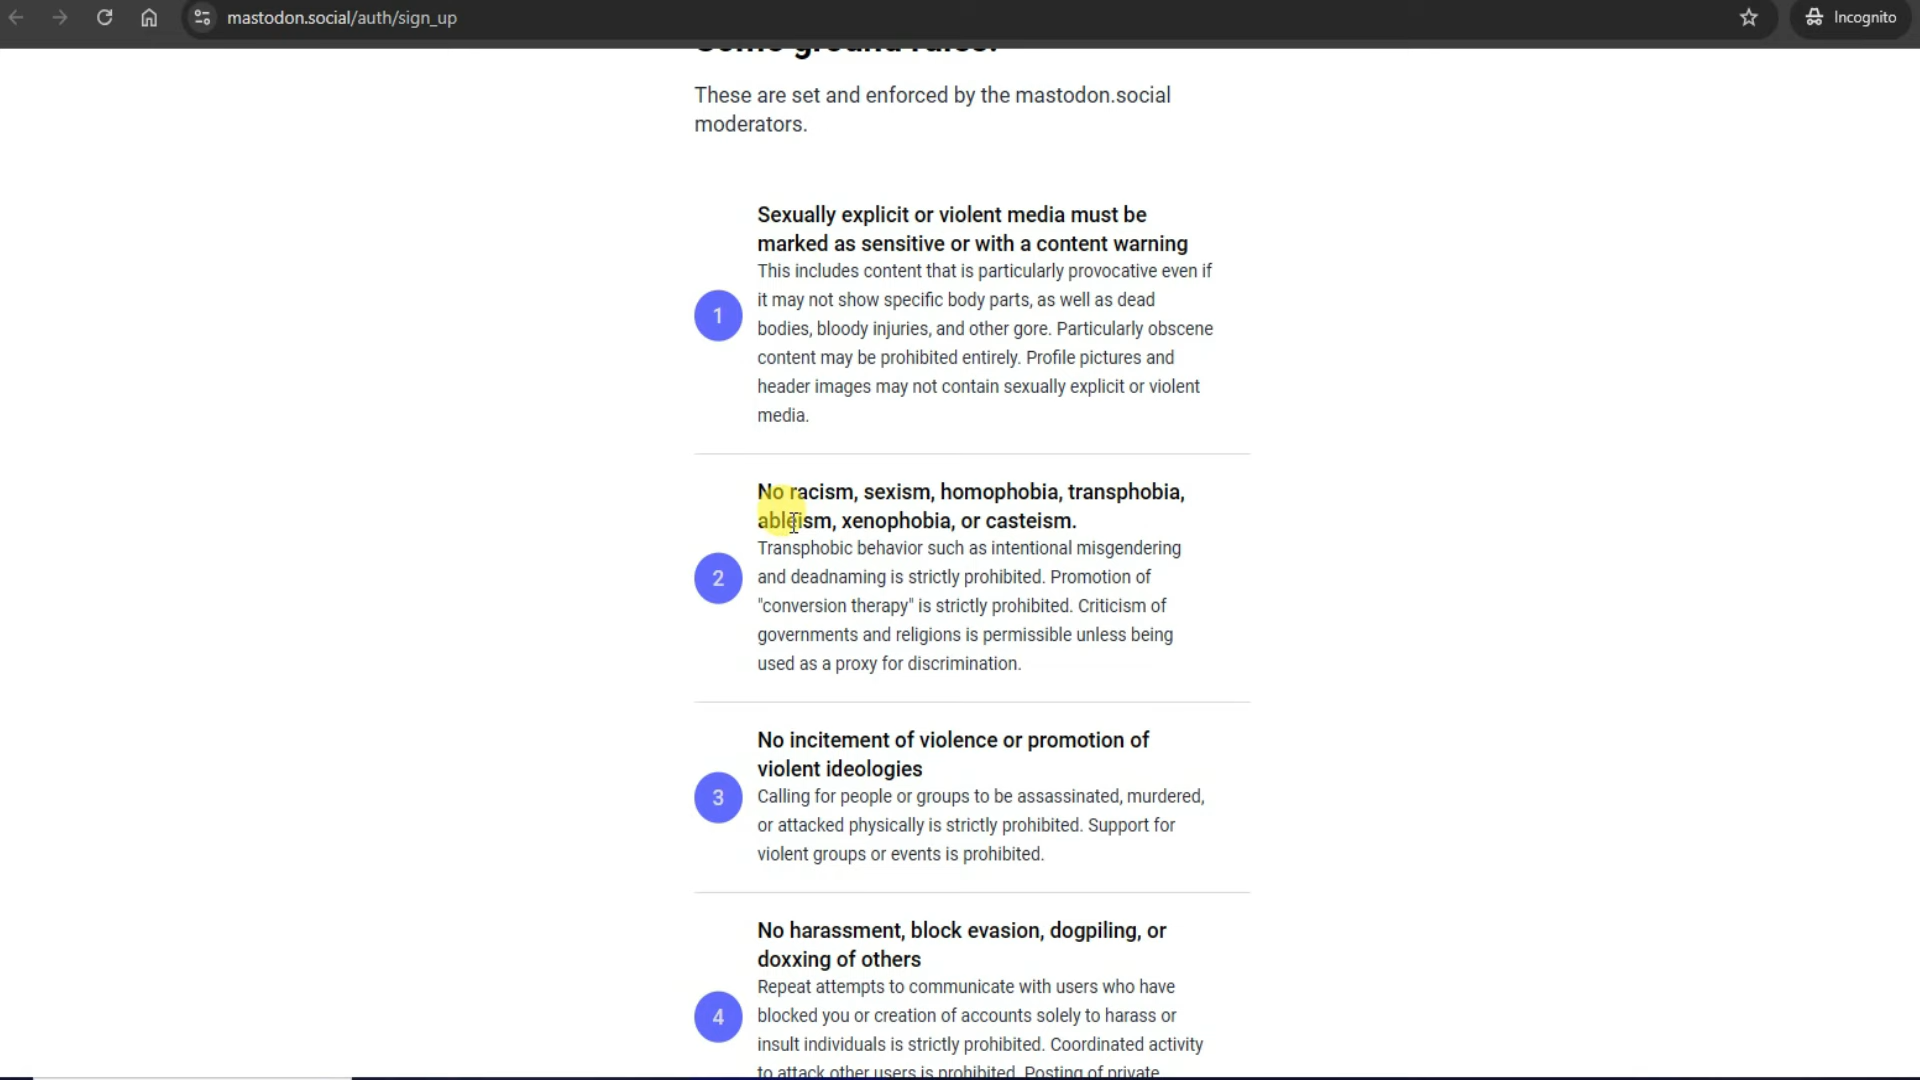 mastodon.social/auth/sign_up
Incognito
Some ground rules.
These are set and enforced by the mastodon.social
moderators.
Sexually explicit or violent media must be
marked as sensitive or with a content warning
This includes content that is particularly provocative even if
it may not show specific body parts, as well as dead
1
bodies, bloody injuries, and other gore. Particularly obscene
content may be prohibited entirely. Profile pictures and
header images may not contain sexually explicit or violent
media.
No racism, sexism, homophobia, transphobia,
ableism, xenophobia, or casteism.
Transphobic behavior such as intentional misgendering
2
and deadnaming is strictly prohibited. Promotion of
"conversion therapy" is strictly prohibited. Criticism of
governments and religions is permissible unless being
used as a proxy for discrimination.
No incitement of violence or promotion of
violent ideologies
3
Calling for people or groups to be assassinated, murdered,
or attacked physically is strictly prohibited. Support for
violent groups or events is prohibited.
No harassment, block evasion, dogpiling, or
doxxing of others
Repeat attempts to communicate with users who have
4
blocked you or creation of accounts solely to harass or
insult individuals is strictly prohibited. Coordinated activity
to attack other users is prohibited. Posting of private